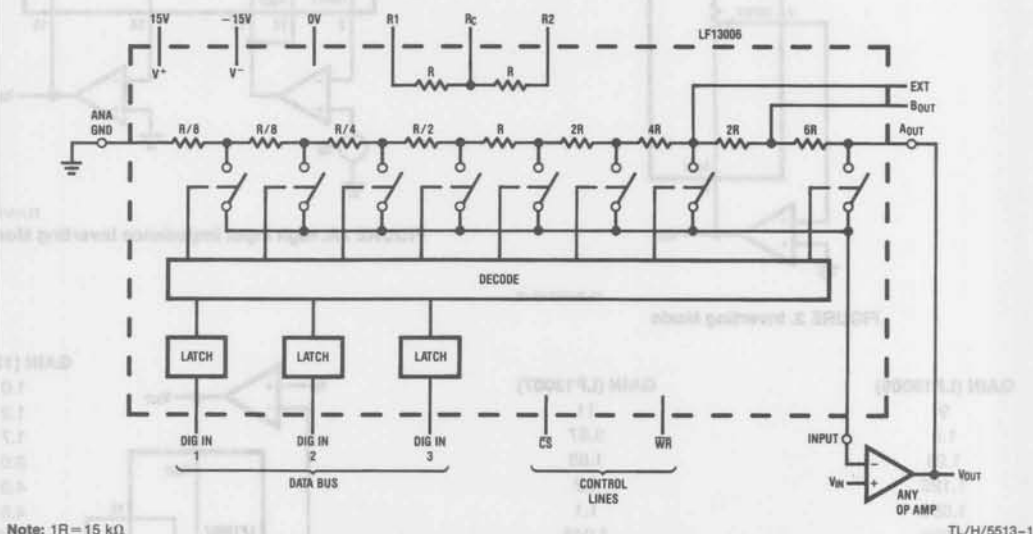 15V
-15V
0V
R1
RC
R2
LF13006
V+
V-
R
R
EXT
BOUT
AOUT
ANA
GND
R/8
R/8
R/4
R/2
R
2R
4R
2R
6R
DECODE
LATCH
LATCH
LATCH
DIG IN
1
DIG IN
2
DIG IN
3
CS
WR
DATA BUS
CONTROL
LINES
INPUT
VIN
-
+
VOUT
ANY
OP AMP
Note: 1R=15 kΩ
TL/H/5513-1